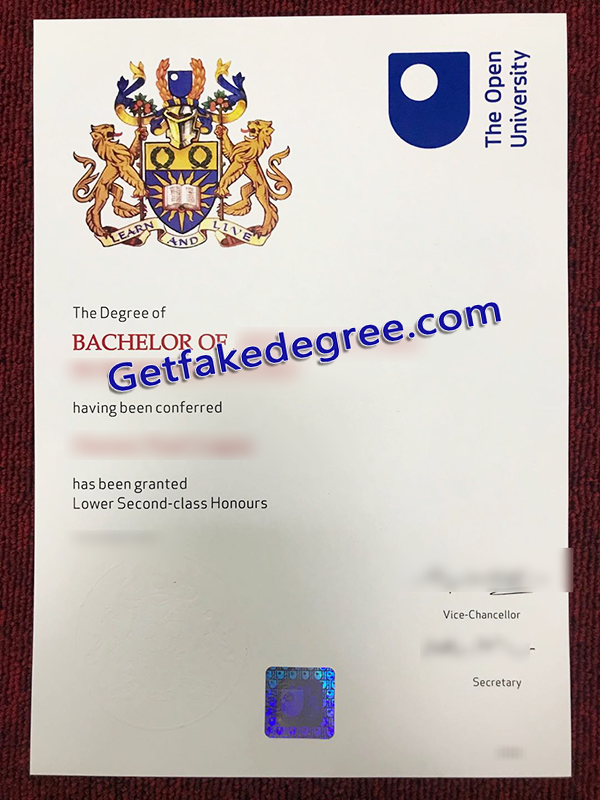 The Open
University
LEARN AND LIVE
The Degree of
BACHELOR OF
Getfakedegree.com
having been conferred
has been granted
Lower Second-class Honours
Vice-Chancellor
Secretary